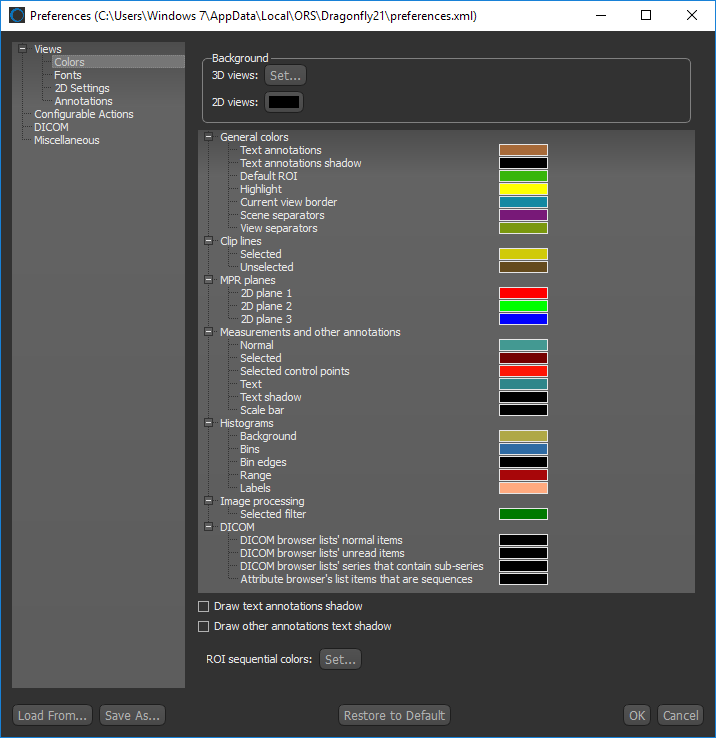 Preferences (C:\Users\Windows 7\AppData\Local\ORS\Dragonfly21\preferences.xml)
Views
Colors
Fonts
2D Settings
Annotations
Configurable Actions
DICOM
Miscellaneous
Background
3D views: Set...
2D views:
General colors
Text annotations
Text annotations shadow
Default ROI
Highlight
Current view border
Scene separators
View separators
Clip lines
Selected
Unselected
MPR planes
2D plane 1
2D plane 2
2D plane 3
Measurements and other annotations
Normal
Selected
Selected control points
Text
Text shadow
Scale bar
Histograms
Background
Bins
Bin edges
Range
Labels
Image processing
Selected filter
DICOM
DICOM browser lists' normal items
DICOM browser lists' unread items
DICOM browser lists' series that contain sub-series
Attribute browser's list items that are sequences
Draw text annotations shadow
Draw other annotations text shadow
ROI sequential colors: Set...
Load From... Save As... Restore to Default OK Cancel